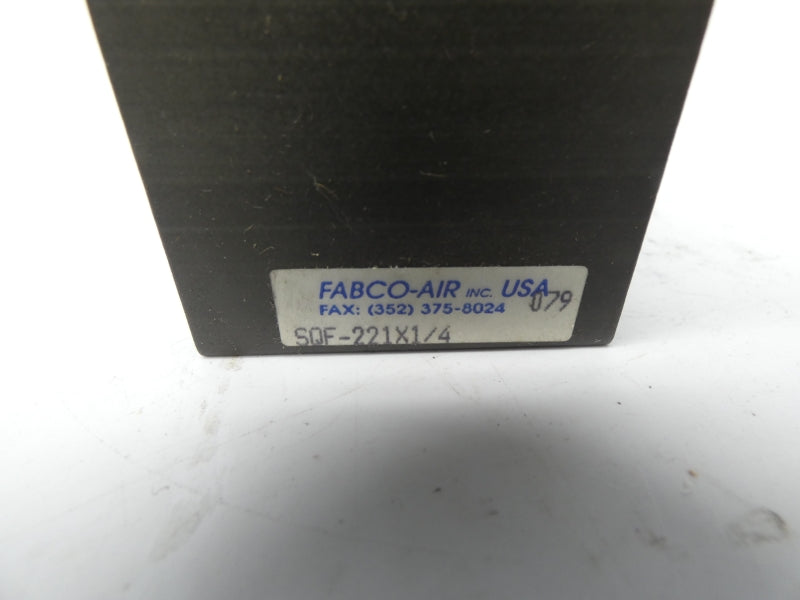 FABCO-AIR INC. USA
FAX: (352) 375-8024 079
SQF-221X1/4